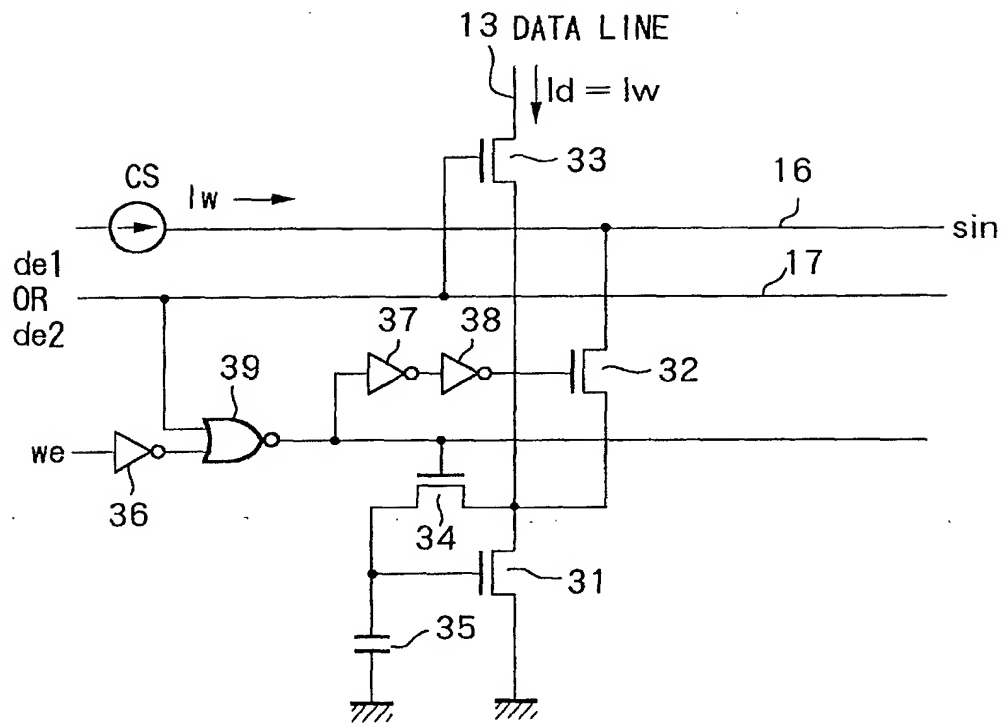 13 DATA LINE
Id = Iw
33
CS
Iw
16
sin
de1
OR
de2
17
37
38
32
39
we
36
34
31
35